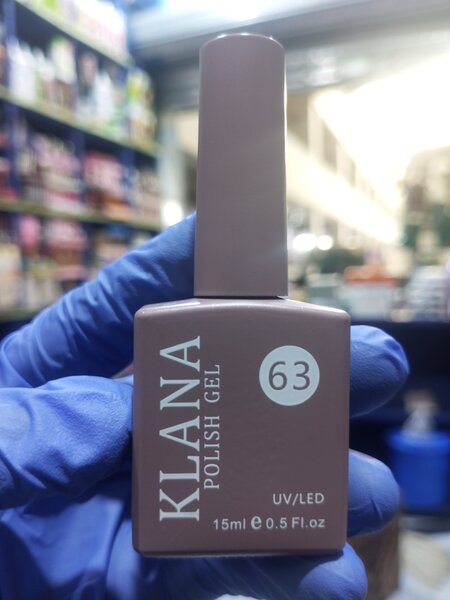 KLANA
POLISH GEL
63
UV/LED
15ml e 0.5 Fl.oz